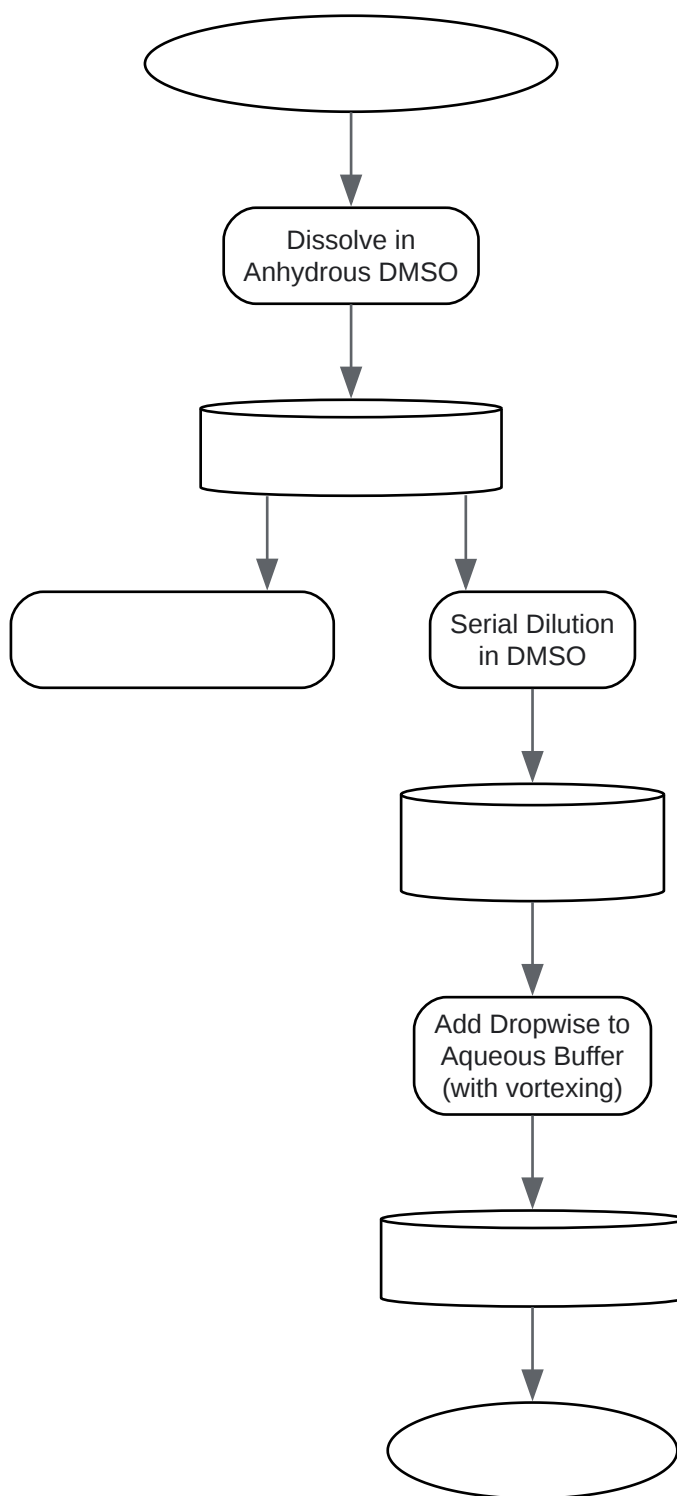 Dissolve in
Anhydrous DMSO
Serial Dilution
in DMSO
Add Dropwise to
Aqueous Buffer
(with vortexing)